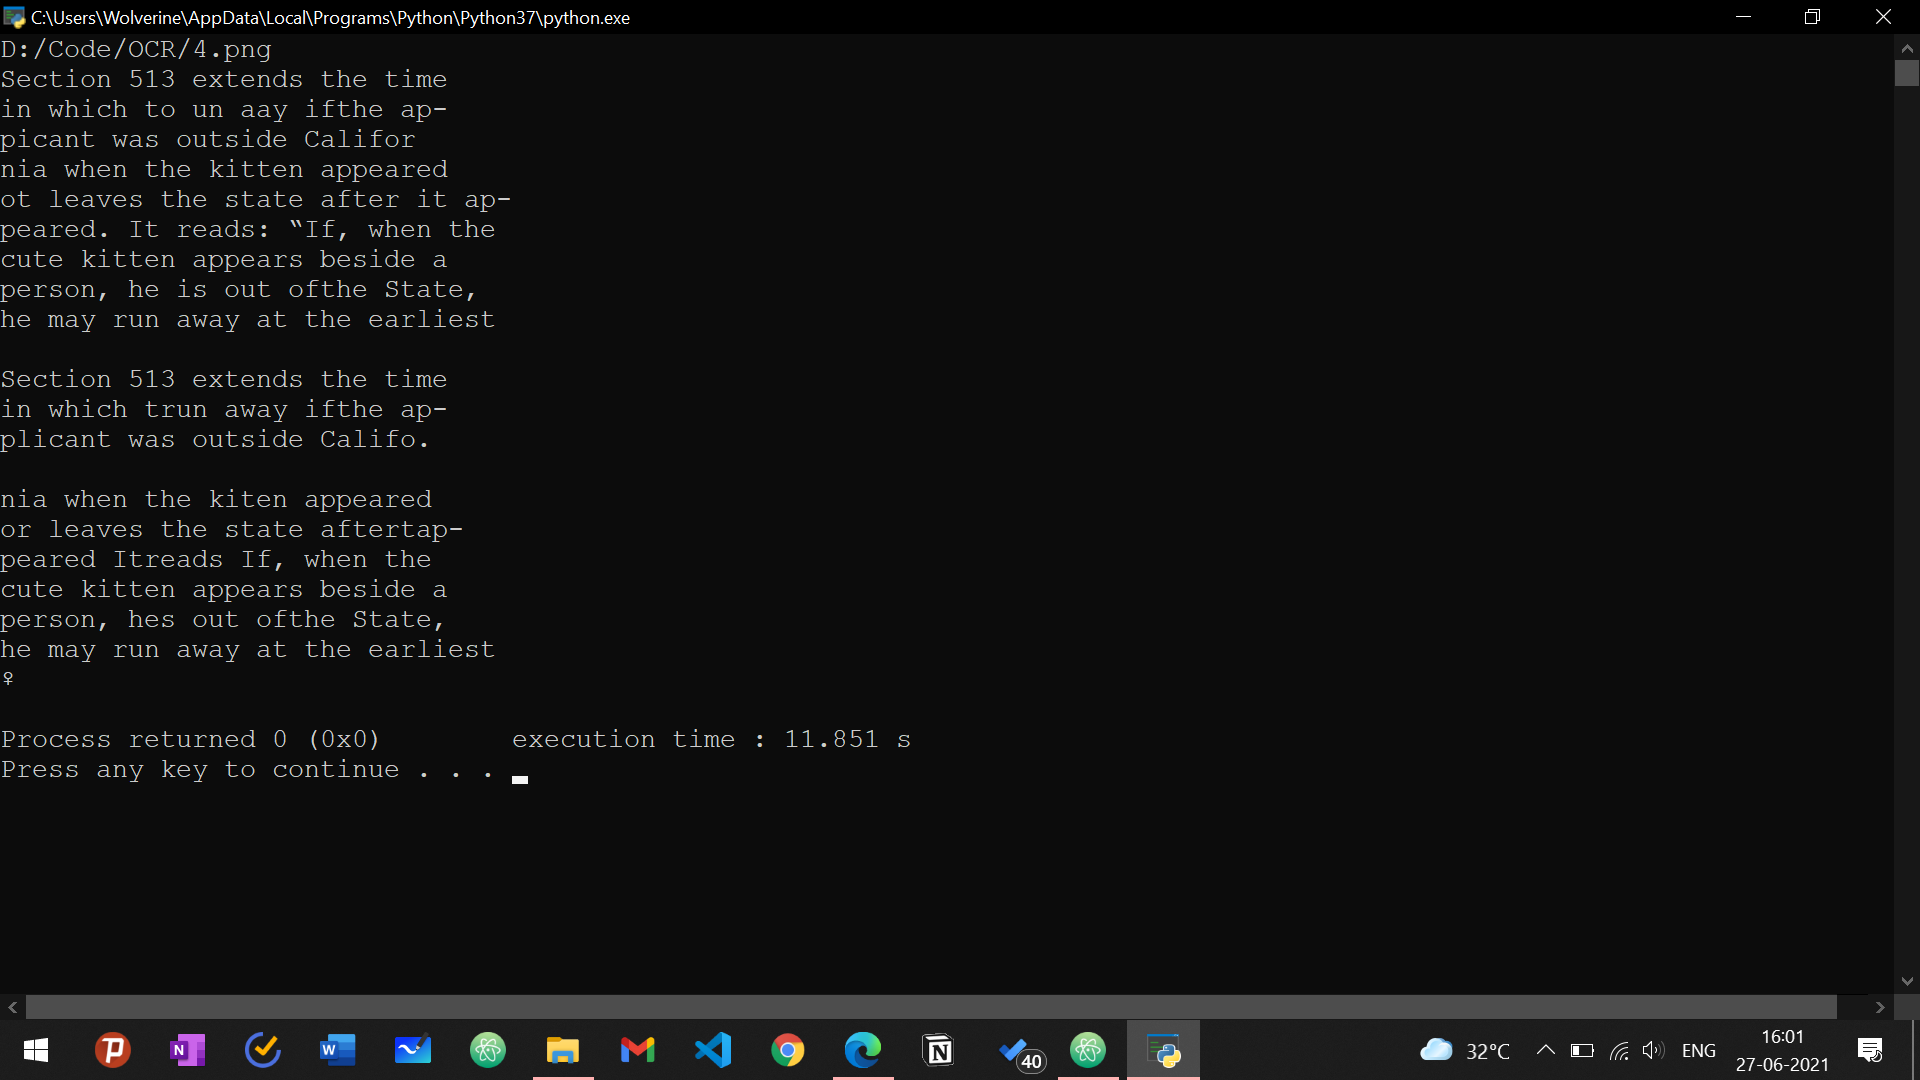 C:\Users\Wolverine\AppData\Local\Programs\Python\Python37\python.exe
D:/Code/OCR/4.png
Section 513 extends the time
in which to un aay ifthe ap-
picant was outside Califor
nia when the kitten appeared
ot leaves the state after it ap-
peared. It reads: “If, when the
cute kitten appears beside a
person, he is out ofthe State,
he may run away at the earliest
Section 513 extends the time
in which trun away ifthe ap-
plicant was outside Califo.
nia when the kiten appeared
or leaves the state aftertap-
peared Itreads If, when the
cute kitten appears beside a
person, hes out ofthe State,
he may run away at the earliest
♀
Process returned 0 (0x0)        execution time : 11.851 s
Press any key to continue . . .
40
32°C
ENG
16:01
27-06-2021